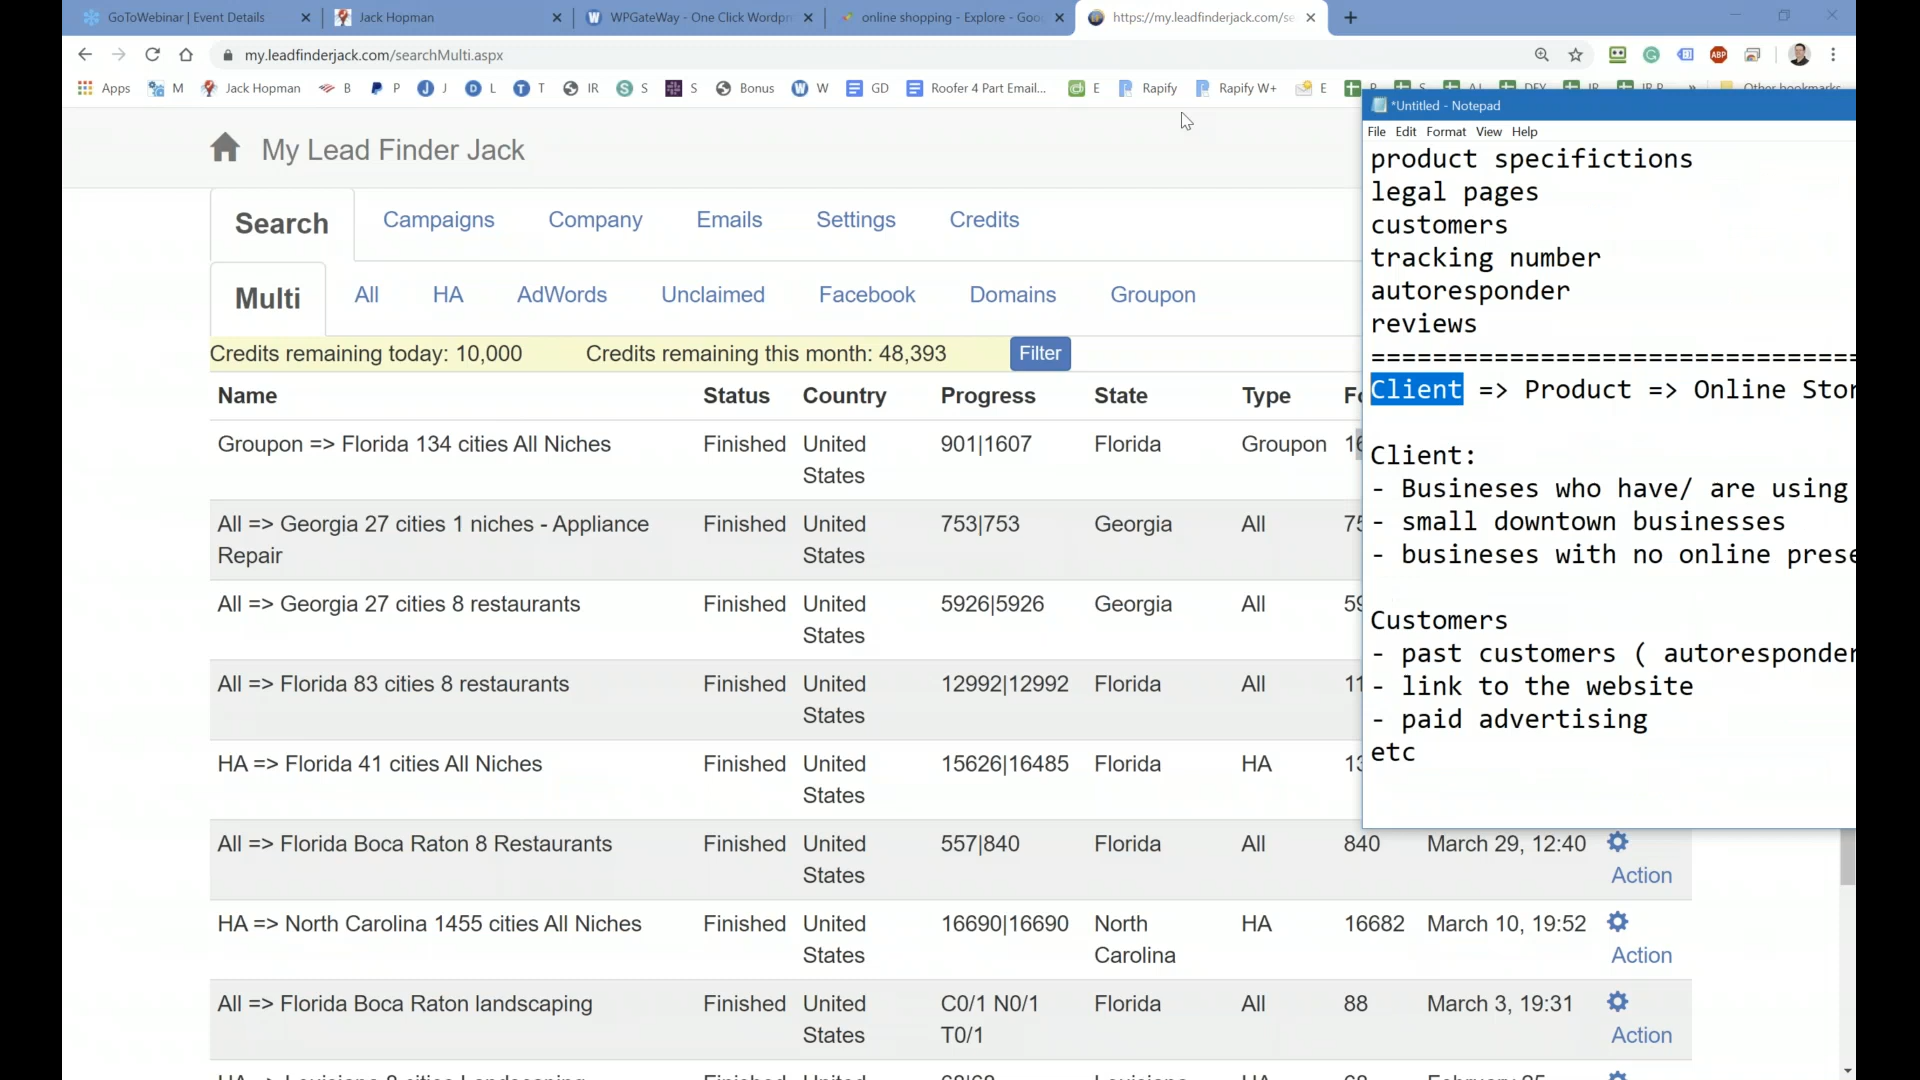 GoToWebinar | Event Details
Jack Hopman
WPGateWay - One Click Wordpr
online shopping - Explore - Goo
https://my.leadfinderjack.com/se
my.leadfinderjack.com/searchMulti.aspx
ABP
Apps M Jack Hopman B P J J D L T T IR S S S Bonus W W GD Roofer 4 Part Email... E Rapify Rapify W+ E
Other bookmarks
My Lead Finder Jack
Search Campaigns Company Emails Settings Credits
Multi All HA AdWords Unclaimed Facebook Domains Groupon
Credits remaining today: 10,000 Credits remaining this month: 48,393 Filter
Name Status Country Progress State Type
Groupon => Florida 134 cities All Niches Finished United States 901|1607 Florida Groupon 16
All => Georgia 27 cities 1 niches - Appliance Repair Finished United States 753|753 Georgia All 75
All => Georgia 27 cities 8 restaurants Finished United States 5926|5926 Georgia All 59
All => Florida 83 cities 8 restaurants Finished United States 12992|12992 Florida All 11
HA => Florida 41 cities All Niches Finished United States 15626|16485 Florida HA 13
All => Florida Boca Raton 8 Restaurants Finished United States 557|840 Florida All 840 March 29, 12:40 Action
HA => North Carolina 1455 cities All Niches Finished United States 16690|16690 North Carolina HA 16682 March 10, 19:52 Action
All => Florida Boca Raton landscaping Finished United States C0/1 N0/1 T0/1 Florida All 88 March 3, 19:31 Action
*Untitled - Notepad
File Edit Format View Help
product specifictions
legal pages
customers
tracking number
autoresponder
reviews
================================
Client => Product => Online Stor
Client:
- Busineses who have/ are using
- small downtown businesses
- busineses with no online prese
Customers
- past customers ( autoresponder
- link to the website
- paid advertising
etc